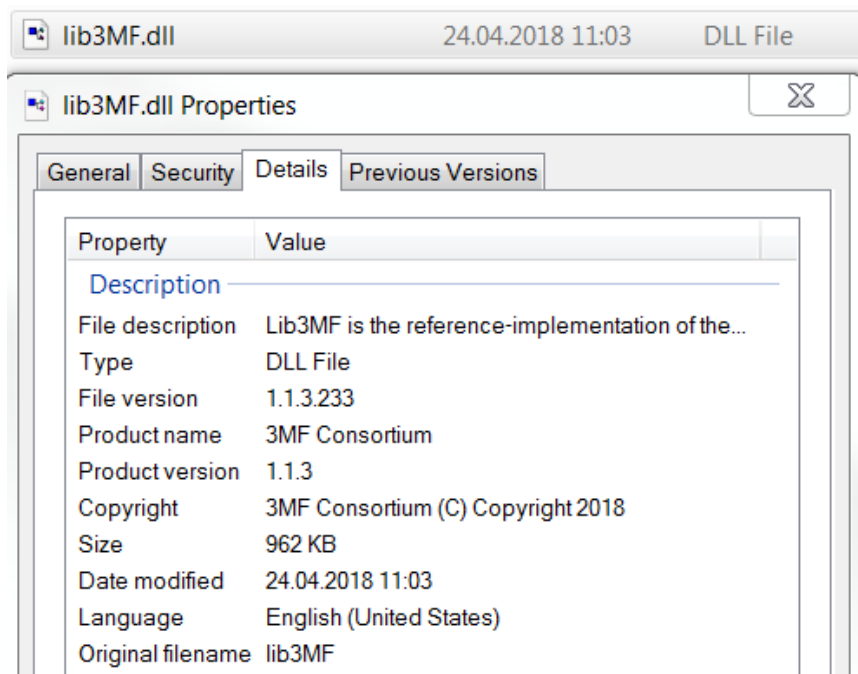 lib3MF.dll 24.04.2018 11:03 DLL File
lib3MF.dll Properties
General Security Details Previous Versions
Property Value
Description
File description Lib3MF is the reference-implementation of the...
Type DLL File
File version 1.1.3.233
Product name 3MF Consortium
Product version 1.1.3
Copyright 3MF Consortium (C) Copyright 2018
Size 962 KB
Date modified 24.04.2018 11:03
Language English (United States)
Original filename lib3MF